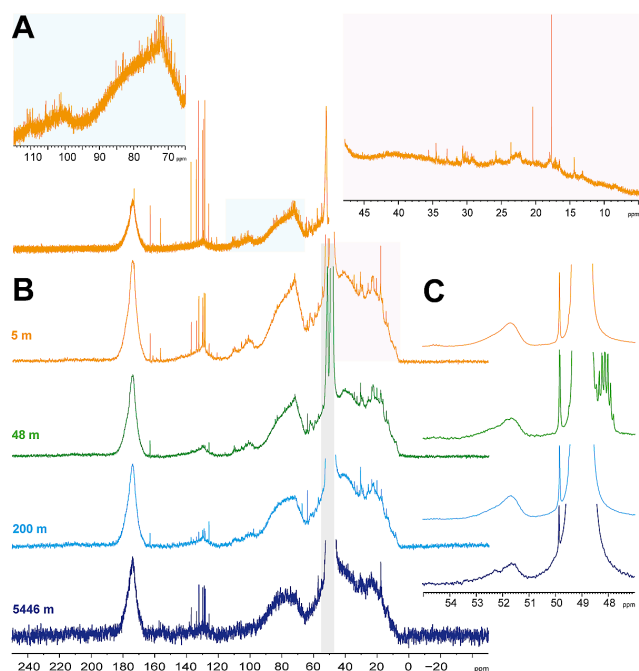 A
110 100 90 80 70 ppm
45 40 35 30 25 20 15 10 5 ppm
B
C
5 m
48 m
200 m
5446 m
54 53 52 51 50 49 48 ppm
240 220 200 180 160 140 120 100 80 60 40 20 0 −20 ppm